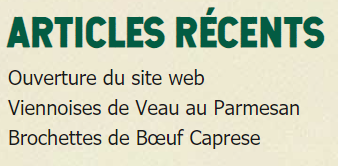 ARTICLES RÉCENTS
Ouverture du site web
Viennoises de Veau au Parmesan
Brochettes de Bœuf Caprese